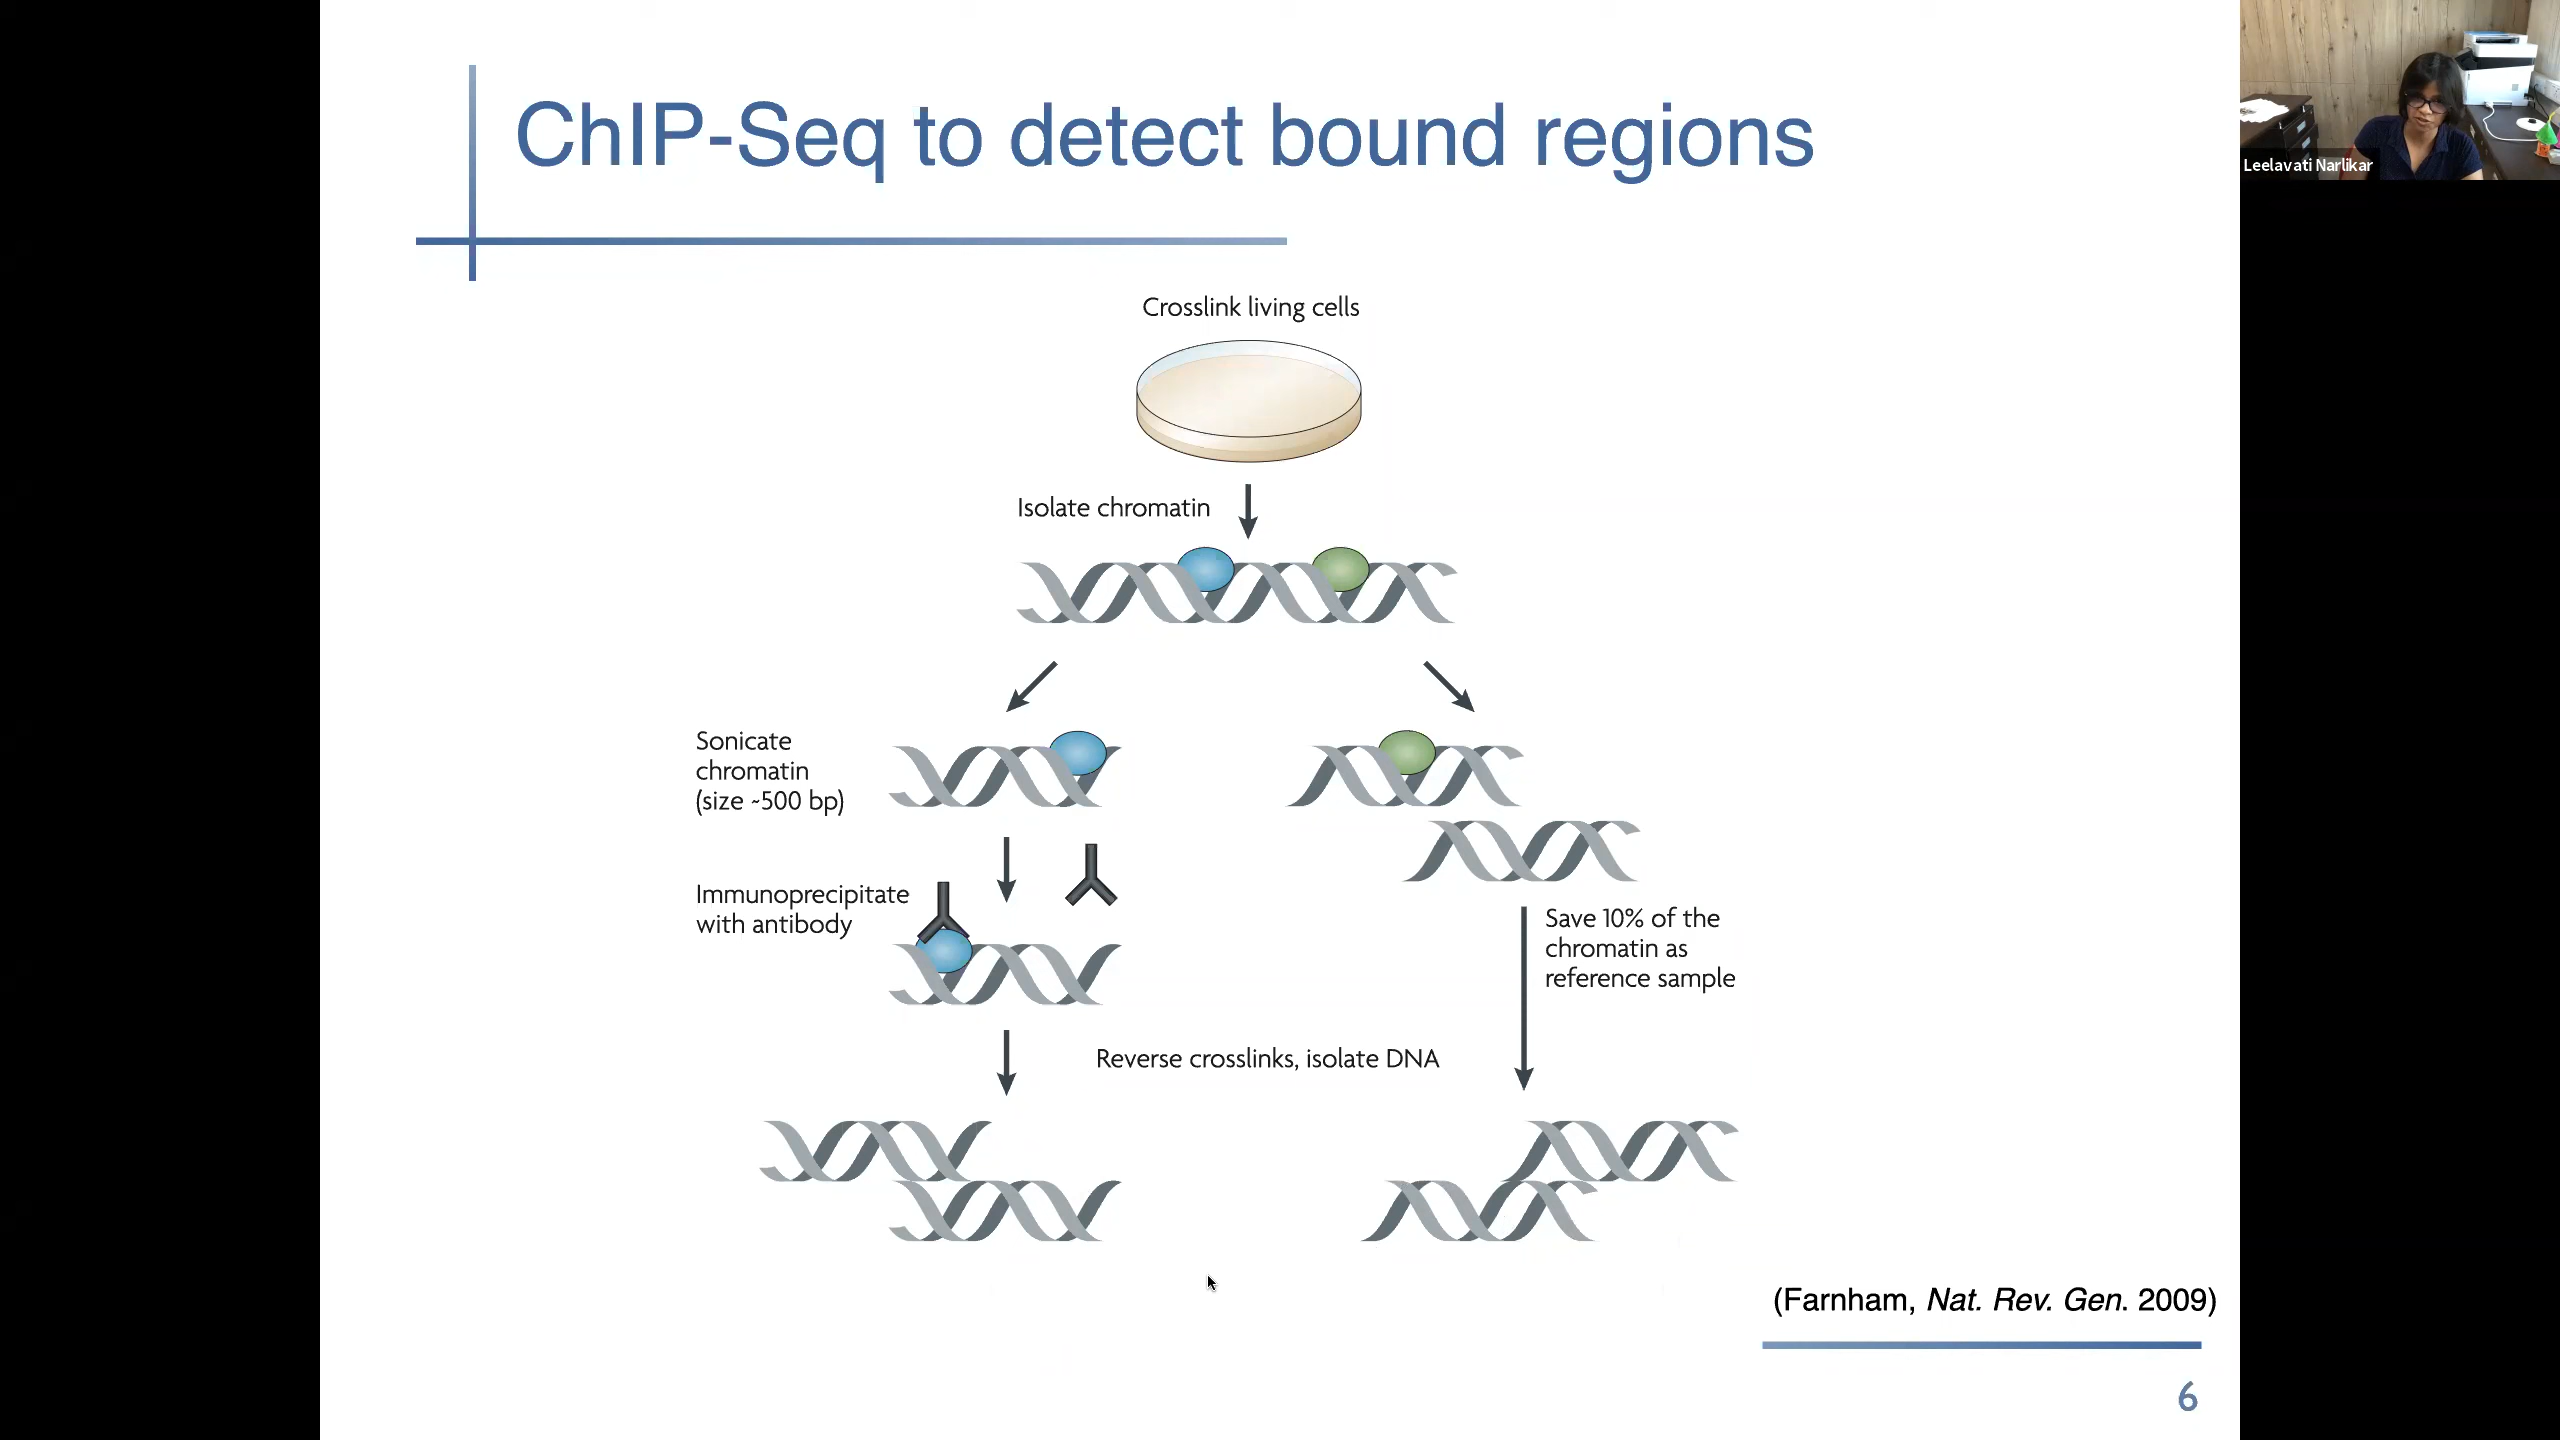 ChIP-Seq to detect bound regions
Leelavati Narlikar
Crosslink living cells
Isolate chromatin
Sonicate
chromatin
(size ~500 bp)
Immunoprecipitate
with antibody
Save 10% of the
chromatin as
reference sample
Reverse crosslinks, isolate DNA
(Farnham, Nat. Rev. Gen. 2009)
6